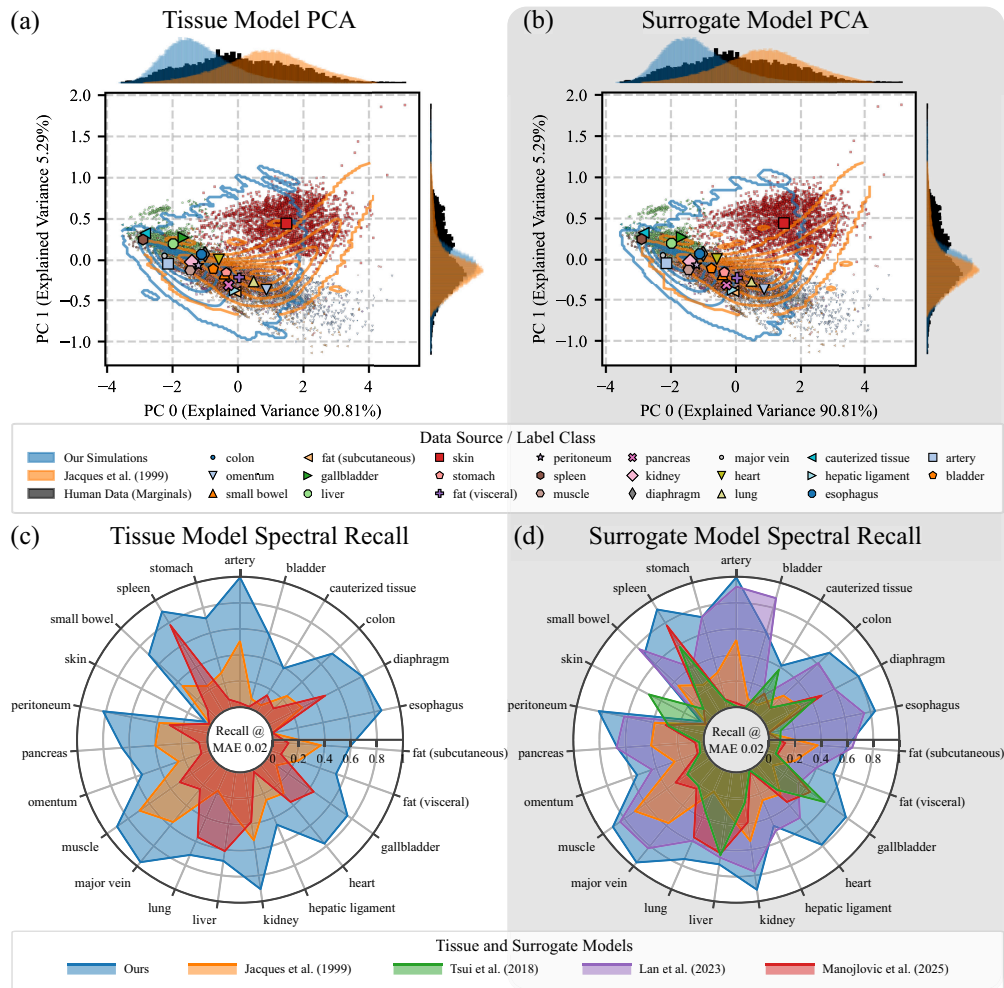 (a)
Tissue Model PCA
(b)
Surrogate Model PCA
2.0
1.5
1.0
0.5
0.0
−0.5
−1.0
PC 1 (Explained Variance 5.29%)
−4
−2
0
2
4
PC 0 (Explained Variance 90.81%)
2.0
1.5
1.0
0.5
0.0
−0.5
−1.0
PC 1 (Explained Variance 5.29%)
−4
−2
0
2
4
PC 0 (Explained Variance 90.81%)
Data Source / Label Class
Our Simulations
Jacques et al. (1999)
Human Data (Marginals)
colon
omentum
small bowel
fat (subcutaneous)
gallbladder
liver
skin
stomach
fat (visceral)
peritoneum
spleen
muscle
pancreas
kidney
diaphragm
major vein
heart
lung
cauterized tissue
hepatic ligament
esophagus
artery
bladder
(c)
Tissue Model Spectral Recall
artery
bladder
cauterized tissue
colon
diaphragm
esophagus
fat (subcutaneous)
fat (visceral)
gallbladder
heart
hepatic ligament
kidney
liver
lung
major vein
muscle
omentum
pancreas
peritoneum
skin
small bowel
spleen
stomach
Recall @
MAE 0.02
0 0.2 0.4 0.6 0.8 1
(d)
Surrogate Model Spectral Recall
artery
bladder
cauterized tissue
colon
diaphragm
esophagus
fat (subcutaneous)
fat (visceral)
gallbladder
heart
hepatic ligament
kidney
liver
lung
major vein
muscle
omentum
pancreas
peritoneum
skin
small bowel
spleen
stomach
Recall @
MAE 0.02
0 0.2 0.4 0.6 0.8 1
Tissue and Surrogate Models
Ours
Jacques et al. (1999)
Tsui et al. (2018)
Lan et al. (2023)
Manojlovic et al. (2025)